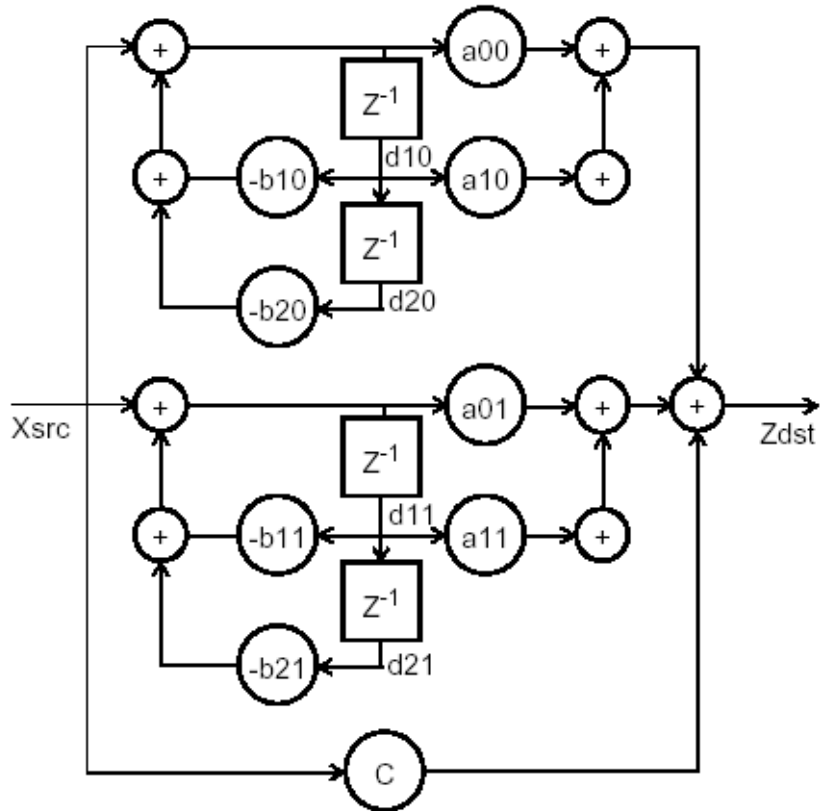 + a00 +
Z-1
d10
+ -b10 a10 +
Z-1
-b20 d20
+ a01 + +
Xsrc Zdst
Z-1
d11
+ -b11 a11 +
Z-1
-b21 d21
C